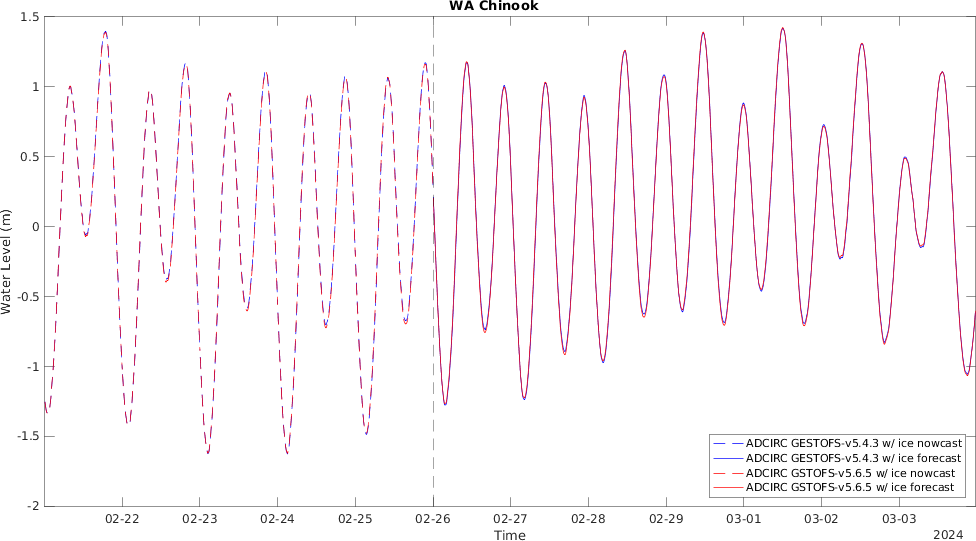 WA Chinook
1.5
1
0.5
0
-0.5
-1
-1.5
-2
Water Level (m)
02-22 02-23 02-24 02-25 02-26 02-27 02-28 02-29 03-01 03-02 03-03
Time
2024
ADCIRC GESTOFS-v5.4.3 w/ ice nowcast
ADCIRC GESTOFS-v5.4.3 w/ ice forecast
ADCIRC GSTOFS-v5.6.5 w/ ice nowcast
ADCIRC GSTOFS-v5.6.5 w/ ice forecast